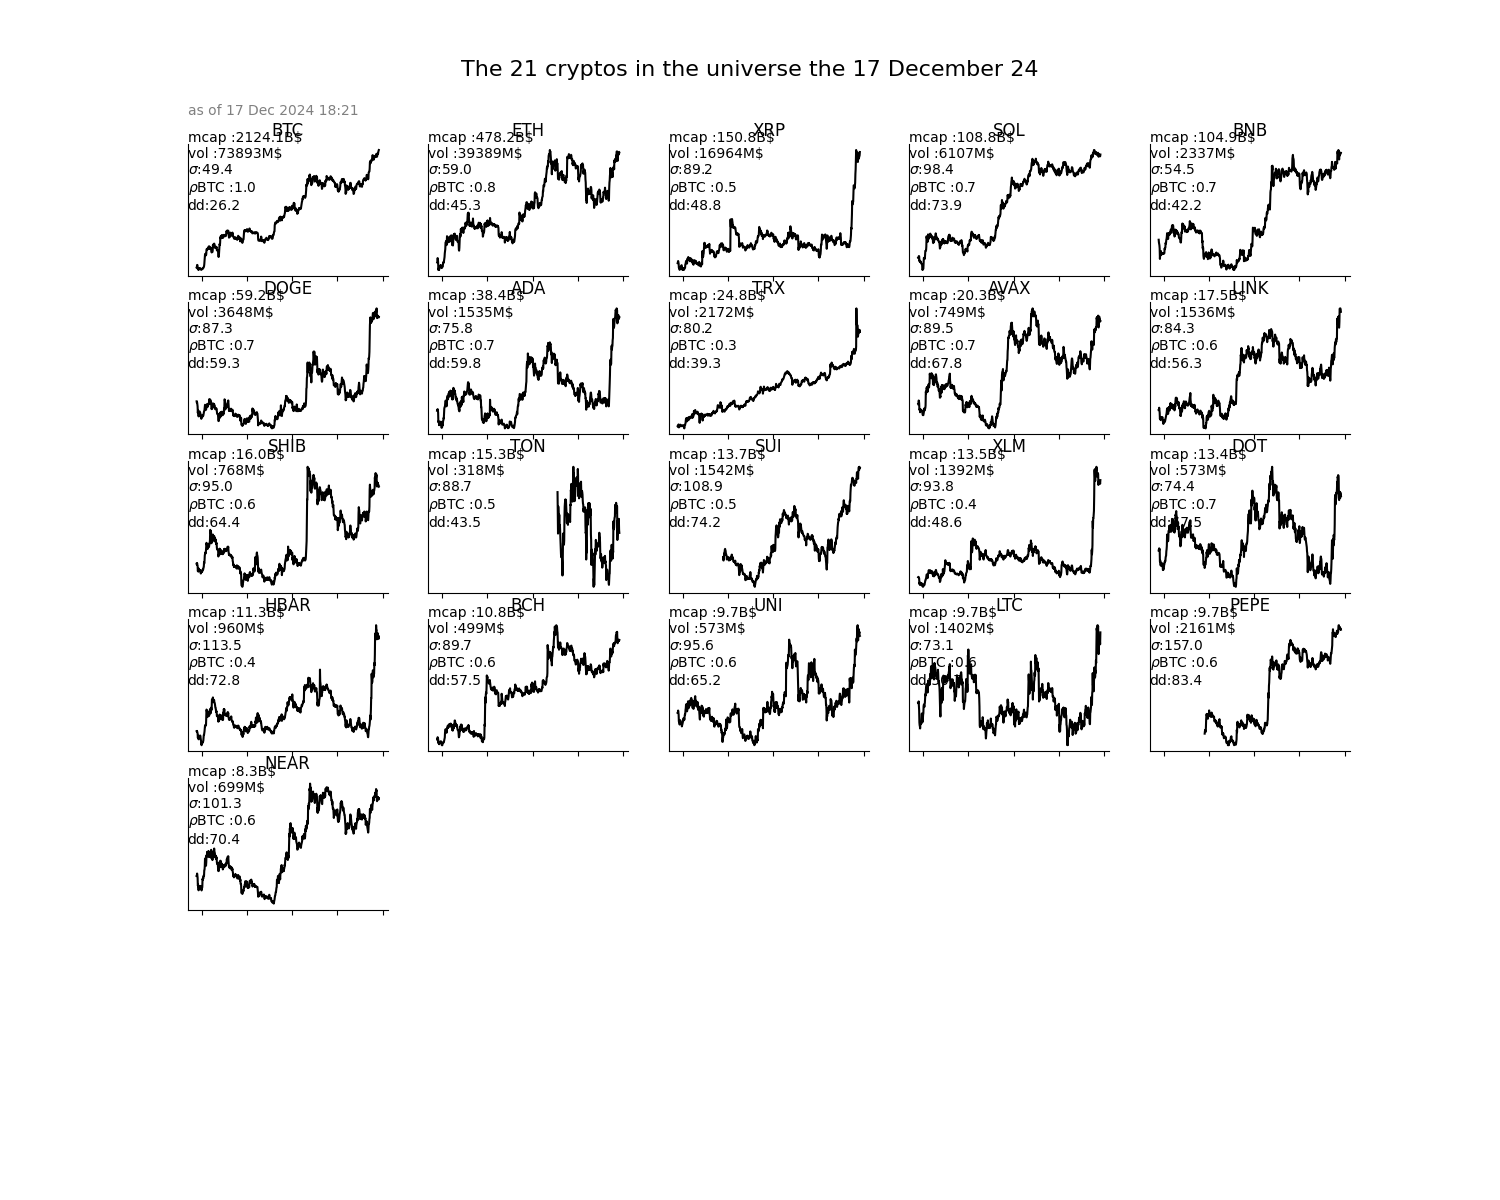 The 21 cryptos in the universe the 17 December 24
as of 17 Dec 2024 18:21
BTC
mcap :2124.1B$
vol :73893M$
σ:49.4
ρBTC :1.0
dd:26.2
ETH
mcap :478.2B$
vol :39389M$
σ:59.0
ρBTC :0.8
dd:45.3
XRP
mcap :150.8B$
vol :16964M$
σ:89.2
ρBTC :0.5
dd:48.8
SOL
mcap :108.8B$
vol :6107M$
σ:98.4
ρBTC :0.7
dd:73.9
BNB
mcap :104.9B$
vol :2337M$
σ:54.5
ρBTC :0.7
dd:42.2
DOGE
mcap :59.2B$
vol :3648M$
σ:87.3
ρBTC :0.7
dd:59.3
ADA
mcap :38.4B$
vol :1535M$
σ:75.8
ρBTC :0.7
dd:59.8
TRX
mcap :24.8B$
vol :2172M$
σ:80.2
ρBTC :0.3
dd:39.3
AVAX
mcap :20.3B$
vol :749M$
σ:89.5
ρBTC :0.7
dd:67.8
LINK
mcap :17.5B$
vol :1536M$
σ:84.3
ρBTC :0.6
dd:56.3
SHIB
mcap :16.0B$
vol :768M$
σ:95.0
ρBTC :0.6
dd:64.4
TON
mcap :15.3B$
vol :318M$
σ:88.7
ρBTC :0.5
dd:43.5
SUI
mcap :13.7B$
vol :1542M$
σ:108.9
ρBTC :0.5
dd:74.2
XLM
mcap :13.5B$
vol :1392M$
σ:93.8
ρBTC :0.4
dd:48.6
DOT
mcap :13.4B$
vol :573M$
σ:74.4
ρBTC :0.7
HBAR
mcap :11.3B$
vol :960M$
σ:113.5
ρBTC :0.4
dd:72.8
BCH
mcap :10.8B$
vol :499M$
σ:89.7
ρBTC :0.6
dd:57.5
UNI
mcap :9.7B$
vol :573M$
σ:95.6
ρBTC :0.6
dd:65.2
LTC
mcap :9.7B$
vol :1402M$
σ:73.1
ρBTC :0.6
PEPE
mcap :9.7B$
vol :2161M$
σ:157.0
ρBTC :0.6
dd:83.4
NEAR
mcap :8.3B$
vol :699M$
σ:101.3
ρBTC :0.6
dd:70.4